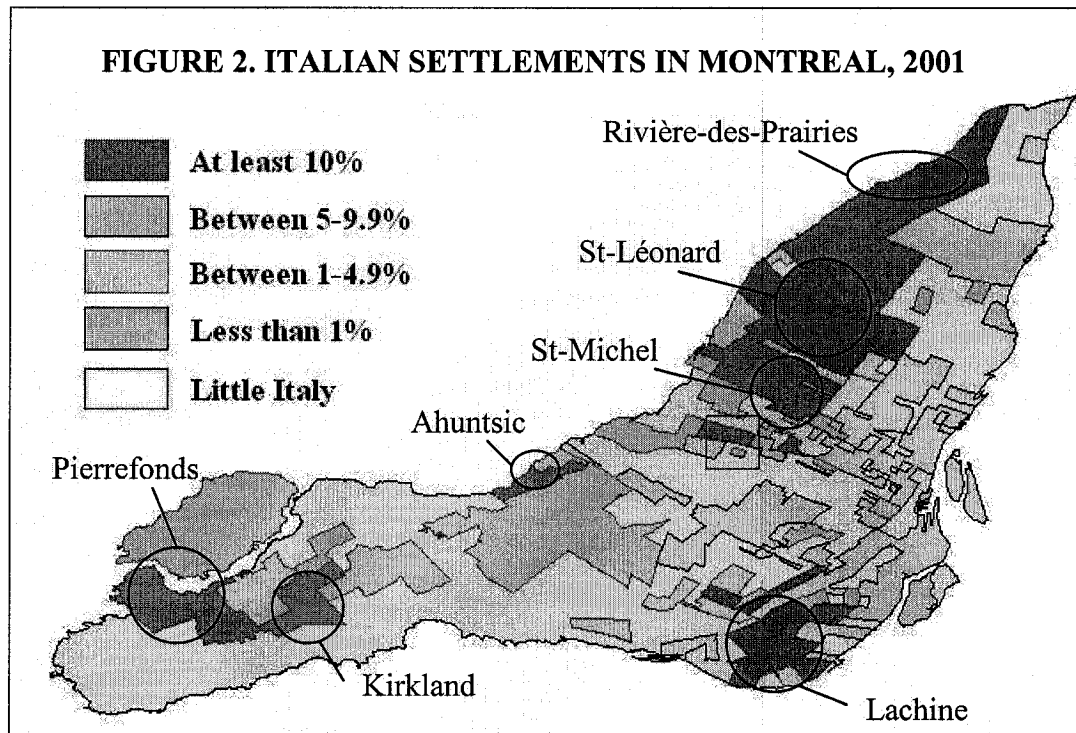 FIGURE 2. ITALIAN SETTLEMENTS IN MONTREAL, 2001
At least 10%
Between 5-9.9%
Between 1-4.9%
Less than 1%
Little Italy
Rivière-des-Prairies
St-Léonard
St-Michel
Ahuntsic
Pierrefonds
Kirkland
Lachine